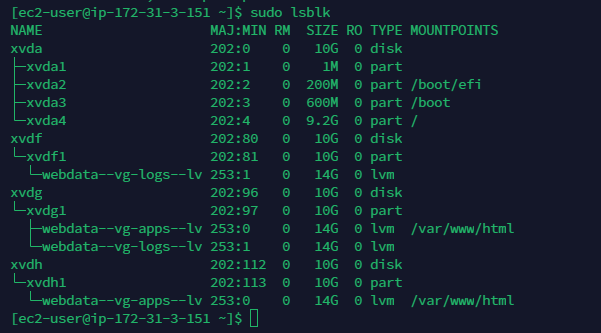 [ec2-user@ip-172-31-3-151 ~]$ sudo lsblk
NAME                    MAJ:MIN RM  SIZE RO TYPE MOUNTPOINTS
xvda                    202:0    0   10G  0 disk
├─xvda1                 202:1    0    1M  0 part
├─xvda2                 202:2    0  200M  0 part /boot/efi
├─xvda3                 202:3    0  600M  0 part /boot
└─xvda4                 202:4    0  9.2G  0 part /
xvdf                    202:80   0   10G  0 disk
└─xvdf1                 202:81   0   10G  0 part
  └─webdata--vg-logs--lv 253:1   0   14G  0 lvm
xvdg                    202:96   0   10G  0 disk
└─xvdg1                 202:97   0   10G  0 part
  ├─webdata--vg-apps--lv 253:0   0   14G  0 lvm  /var/www/html
  └─webdata--vg-logs--lv 253:1   0   14G  0 lvm
xvdh                    202:112  0   10G  0 disk
└─xvdh1                 202:113  0   10G  0 part
  └─webdata--vg-apps--lv 253:0   0   14G  0 lvm  /var/www/html
[ec2-user@ip-172-31-3-151 ~]$